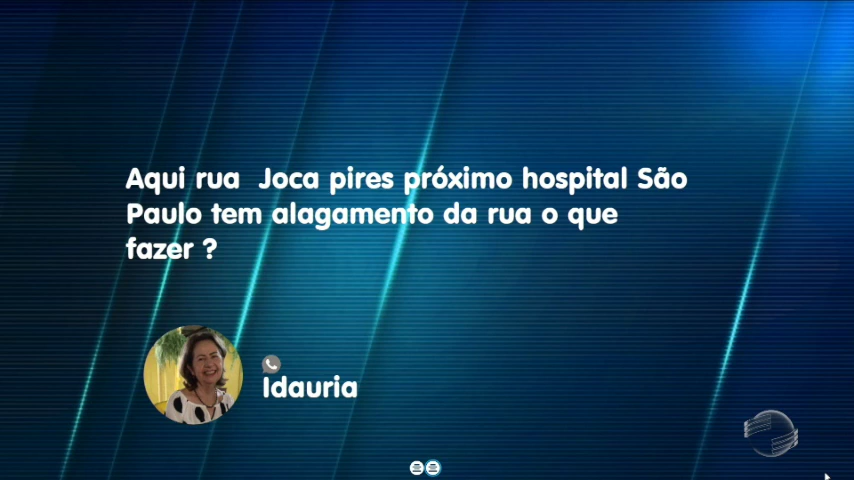 Aqui rua  Joca pires próximo hospital São
Paulo tem alagamento da rua o que
fazer ?
Idauria